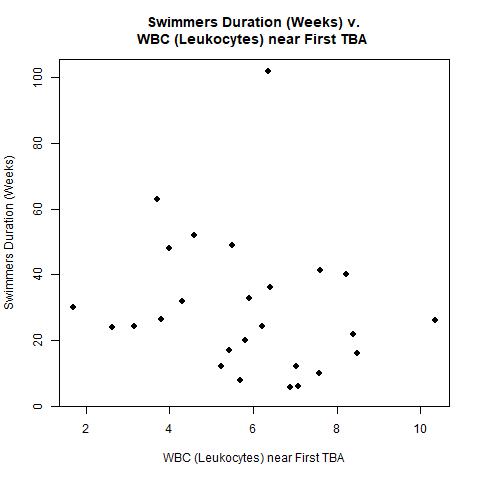 Swimmers Duration (Weeks) v.
WBC (Leukocytes) near First TBA
Swimmers Duration (Weeks)
100
80
60
40
20
0
2 4 6 8 10
WBC (Leukocytes) near First TBA